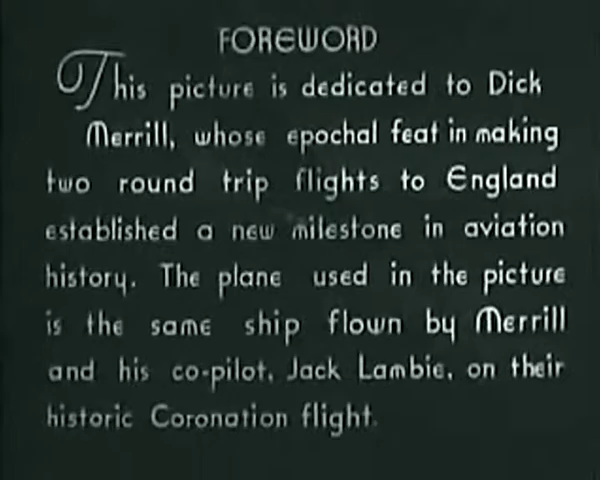 FOREWORD
This picture is dedicated to Dick
Merrill, whose epochal feat in making
two round trip flights to England
established a new milestone in aviation
history. The plane used in the picture
is the same ship flown by Merrill
and his co-pilot, Jack Lambie, on their
historic Coronation flight.